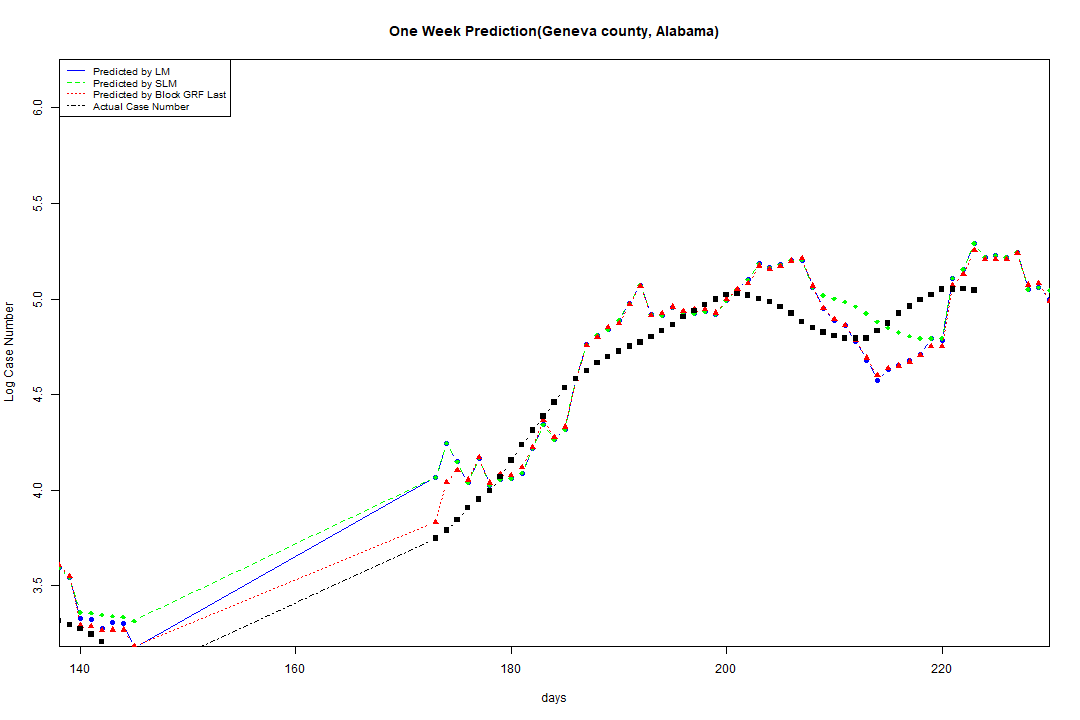 One Week Prediction(Geneva county, Alabama)
Predicted by LM
Predicted by SLM
Predicted by Block GRF Last
Actual Case Number
6.0
5.5
5.0
4.5
4.0
3.5
Log Case Number
140 160 180 200 220
days